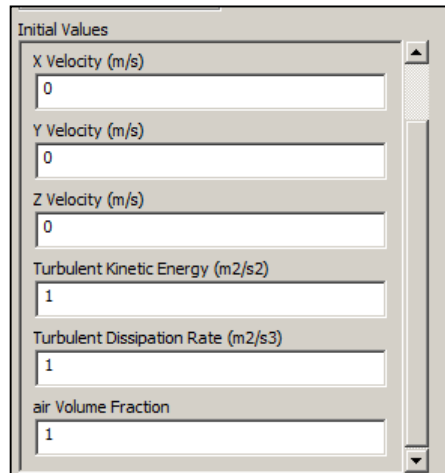 Initial Values
X Velocity (m/s)
0
Y Velocity (m/s)
0
Z Velocity (m/s)
0
Turbulent Kinetic Energy (m2/s2)
1
Turbulent Dissipation Rate (m2/s3)
1
air Volume Fraction
1